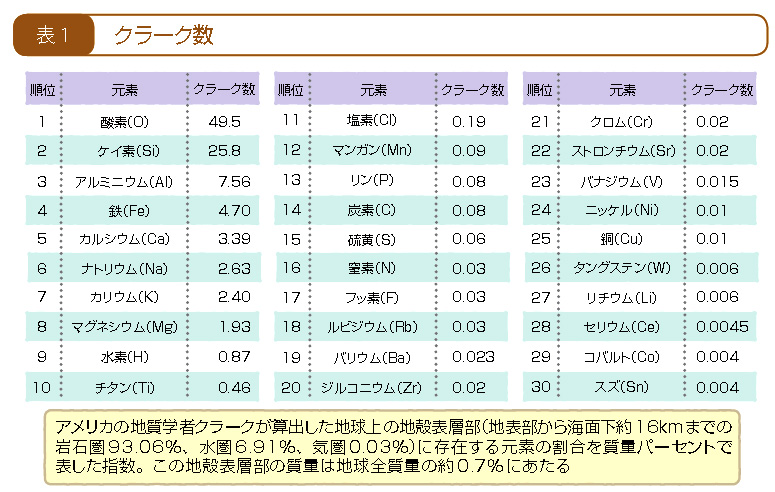 表1 クラーク数
順位 元素 クラーク数
1 酸素(O) 49.5
2 ケイ素(Si) 25.8
3 アルミニウム(Al) 7.56
4 鉄(Fe) 4.70
5 カルシウム(Ca) 3.39
6 ナトリウム(Na) 2.63
7 カリウム(K) 2.40
8 マグネシウム(Mg) 1.93
9 水素(H) 0.87
10 チタン(Ti) 0.46
順位 元素 クラーク数
11 塩素(Cl) 0.19
12 マンガン(Mn) 0.09
13 リン(P) 0.08
14 炭素(C) 0.08
15 硫黄(S) 0.06
16 窒素(N) 0.03
17 フッ素(F) 0.03
18 ルビジウム(Rb) 0.03
19 バリウム(Ba) 0.023
20 ジルコニウム(Zr) 0.02
順位 元素 クラーク数
21 クロム(Cr) 0.02
22 ストロンチウム(Sr) 0.02
23 バナジウム(V) 0.015
24 ニッケル(Ni) 0.01
25 銅(Cu) 0.01
26 タングステン(W) 0.006
27 リチウム(Li) 0.006
28 セリウム(Ce) 0.0045
29 コバルト(Co) 0.004
30 スズ(Sn) 0.004
アメリカの地質学者クラークが算出した地球上の地殻表層部(地表部から海面下約16kmまでの
岩石圏93.06%、水圏6.91%、気圏0.03%)に存在する元素の割合を質量パーセントで
表した指数。この地殻表層部の質量は地球全質量の約0.7%にあたる